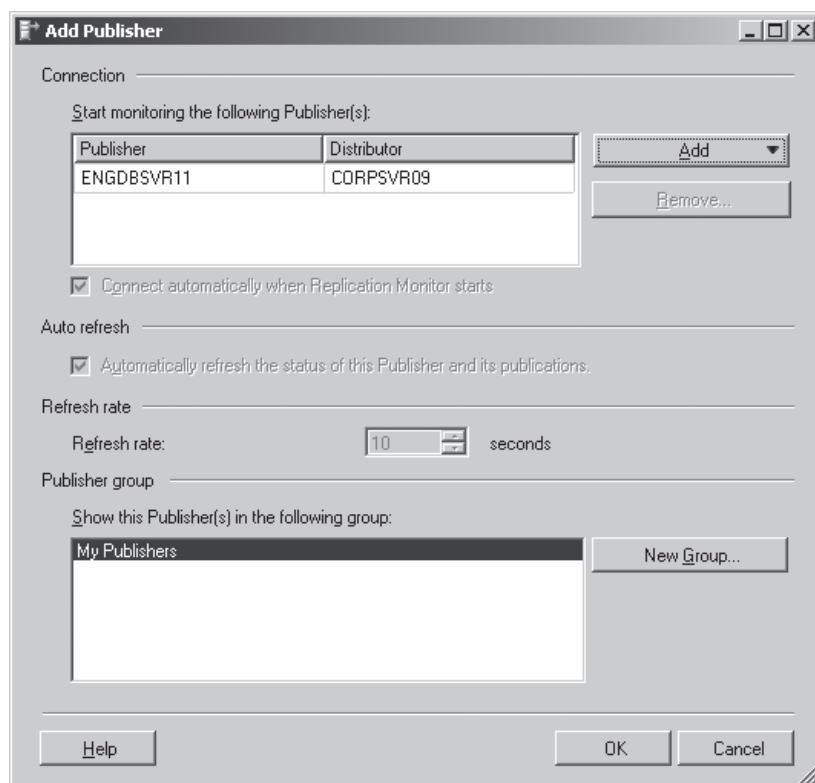 Add Publisher
Connection
Start monitoring the following Publisher(s):
Publisher Distributor
ENGDBSVR11 CORPSVR09
Add
Remove...
Connect automatically when Replication Monitor starts
Auto refresh
Automatically refresh the status of this Publisher and its publications.
Refresh rate
Refresh rate: 10 seconds
Publisher group
Show this Publisher(s) in the following group:
My Publishers
New Group...
Help OK Cancel